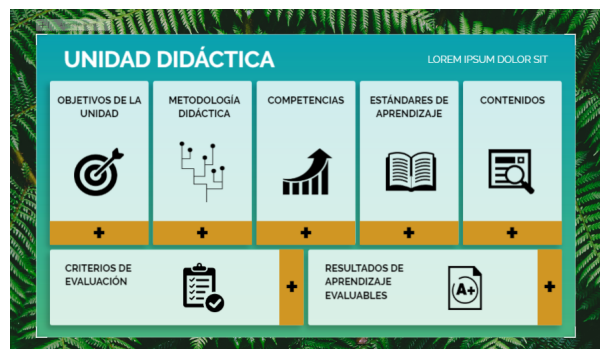 UNIDAD DIDÁCTICA
LOREM IPSUM DOLOR SIT
OBJETIVOS DE LA
UNIDAD
METODOLOGÍA
DIDÁCTICA
COMPETENCIAS
ESTÁNDARES DE
APRENDIZAJE
CONTENIDOS
+
+
+
+
+
CRITERIOS DE
EVALUACIÓN
+
RESULTADOS DE
APRENDIZAJE
EVALUABLES
A+
+